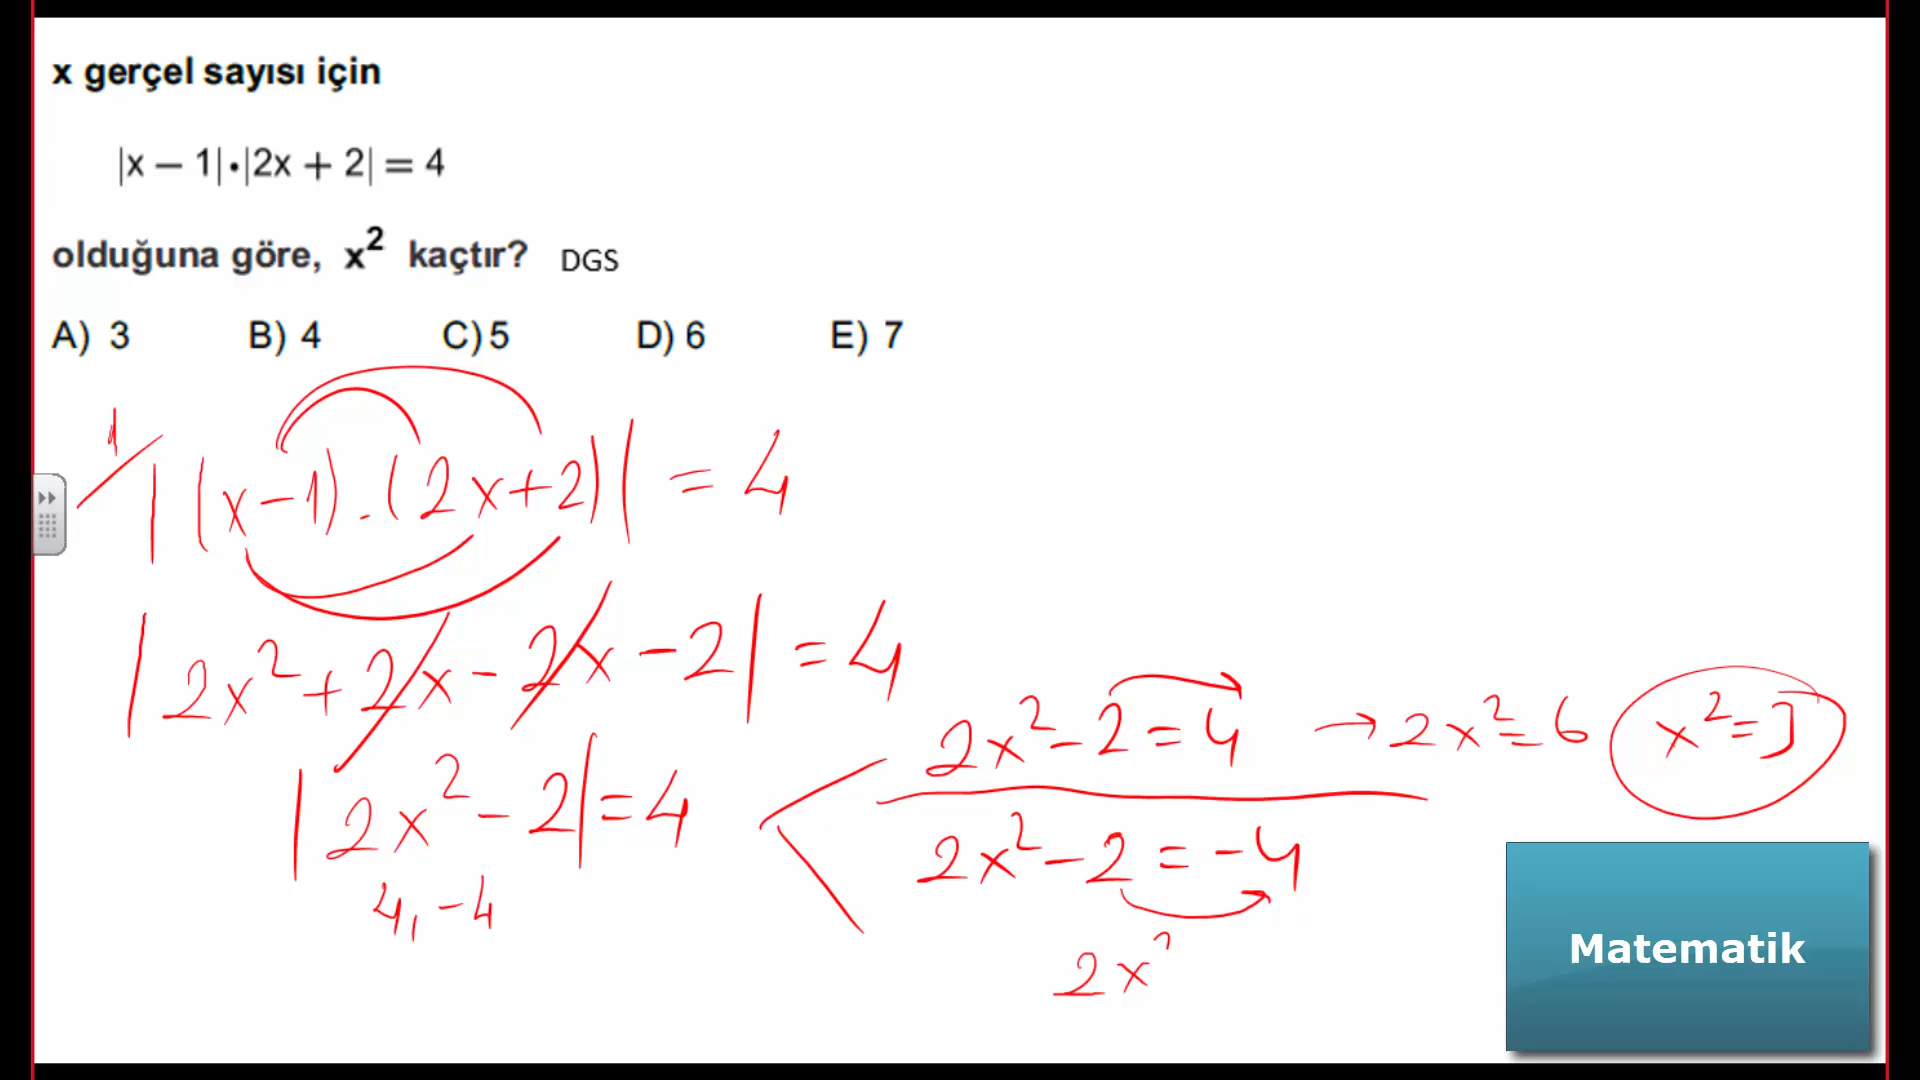 x gerçel sayısı için
|x − 1|•|2x + 2| = 4
olduğuna göre, x² kaçtır? DGS
A) 3 B) 4 C) 5 D) 6 E) 7
|(x-1).(2x+2)| = 4
|2x²+2x-2x-2| = 4
|2x²-2|=4
4, -4
2x²-2=4 → 2x²=6 x²=3
2x²-2=-4
2x²
Matematik